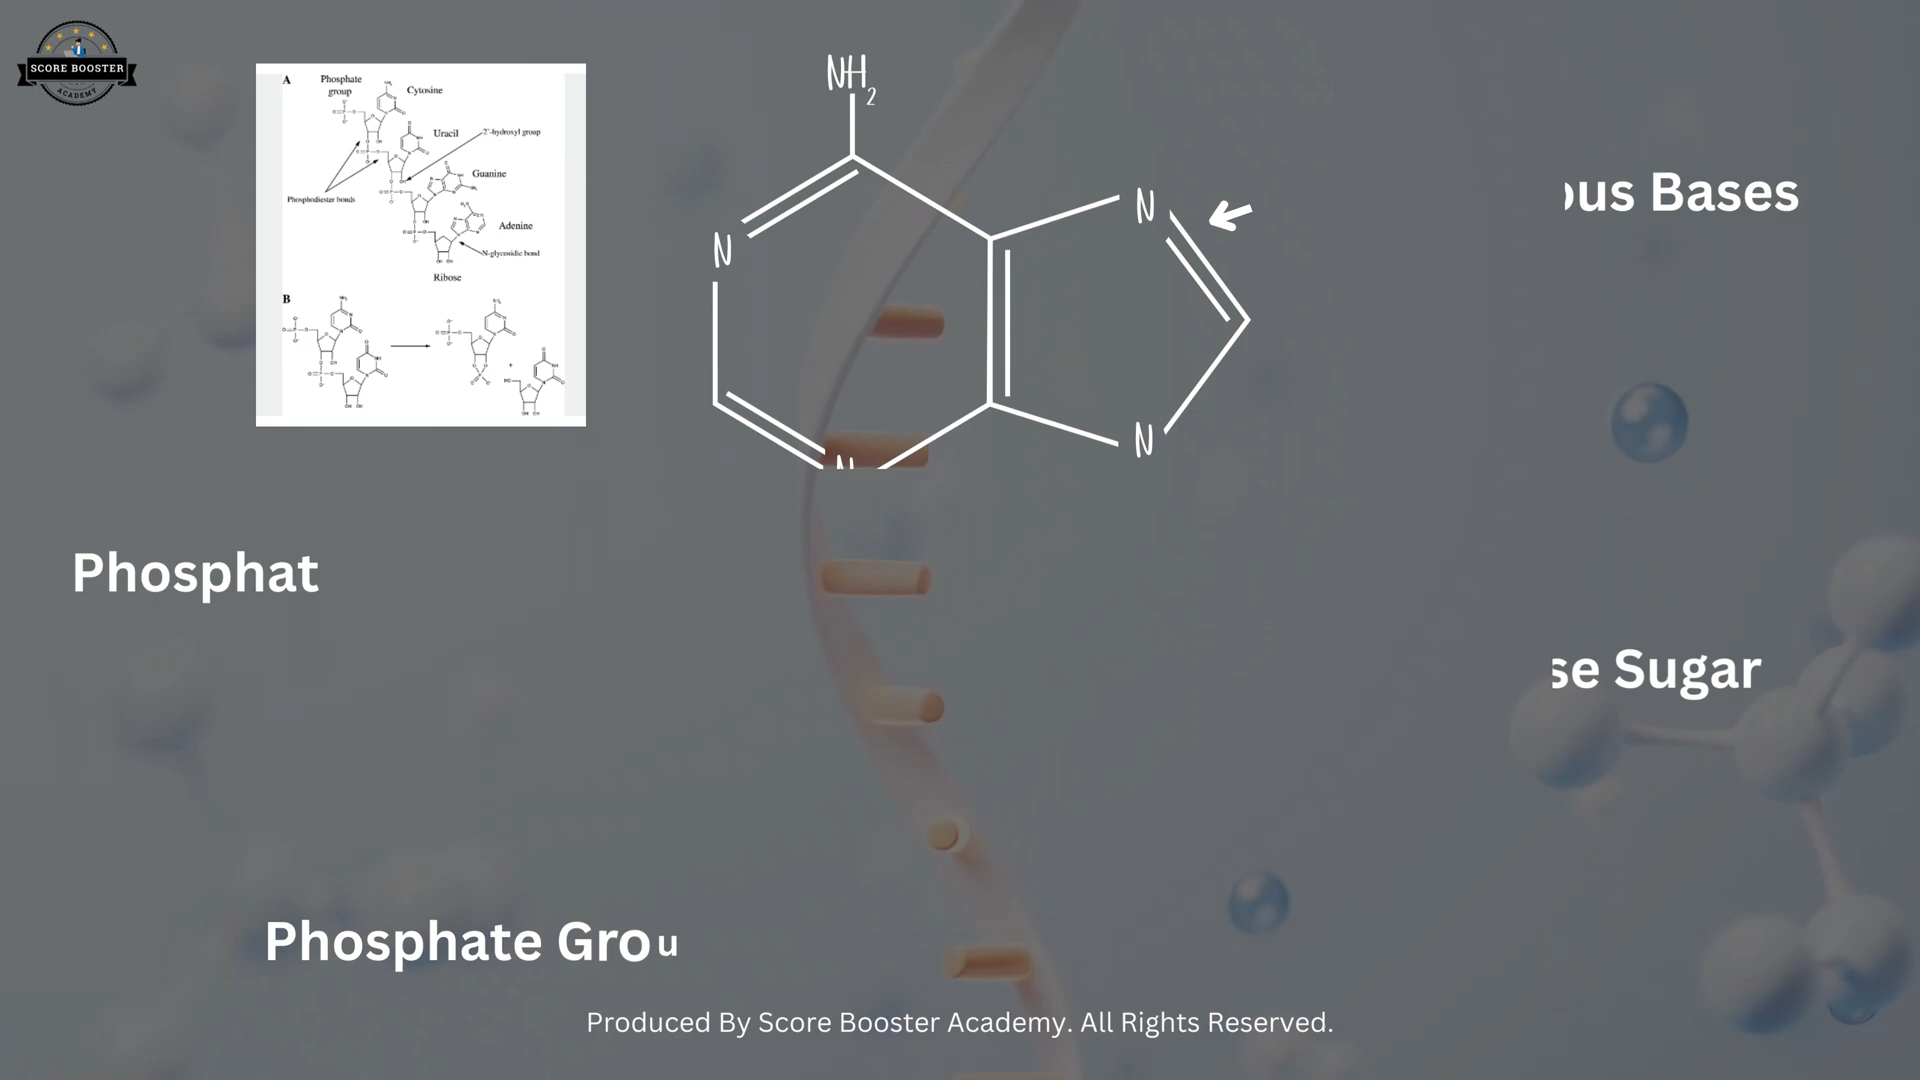 SCORE BOOSTER
ACADEMY
A
Phosphate
group
Cytosine
Uracil
2'-hydroxyl group
Guanine
Phosphodiester bonds
Adenine
N-glycosidic bond
Ribose
B
NH2
N
N
N
N
us Bases
Phosphat
se Sugar
Phosphate Grou
Produced By Score Booster Academy. All Rights Reserved.